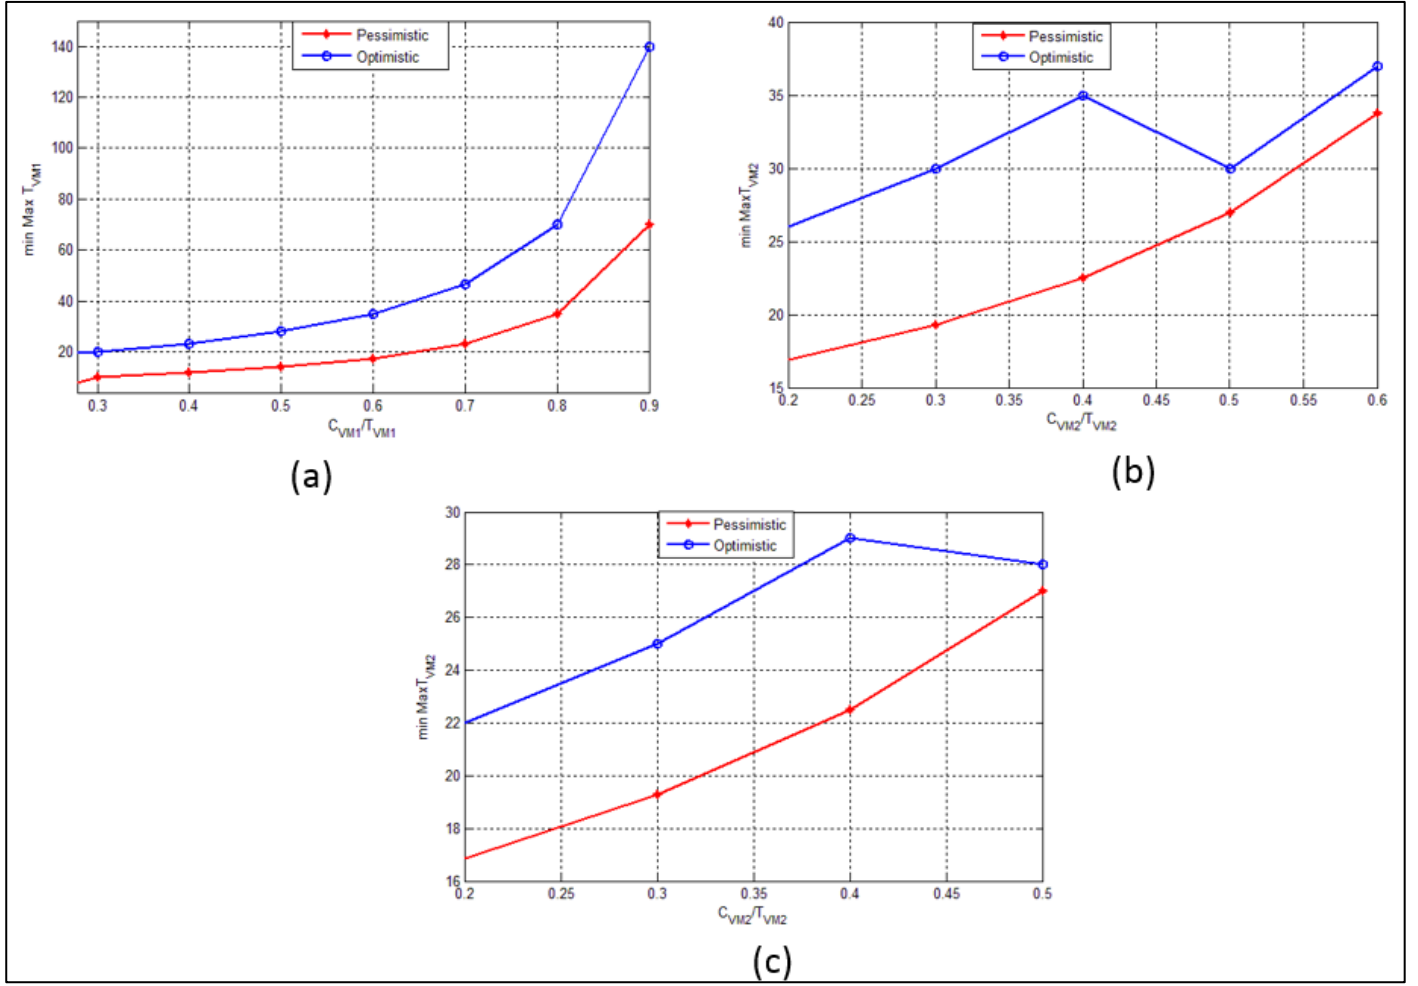 Pessimistic
Optimistic
min Max T_VM1
140
120
100
80
60
40
20
0.3 0.4 0.5 0.6 0.7 0.8 0.9
C_VM1/T_VM1
(a)
Pessimistic
Optimistic
min MaxT_VM2
40
35
30
25
20
15
0.2 0.25 0.3 0.35 0.4 0.45 0.5 0.55 0.6
C_VM2/T_VM2
(b)
Pessimistic
Optimistic
min MaxT_VM2
30
28
26
24
22
20
18
16
0.2 0.25 0.3 0.35 0.4 0.45 0.5
C_VM2/T_VM2
(c)